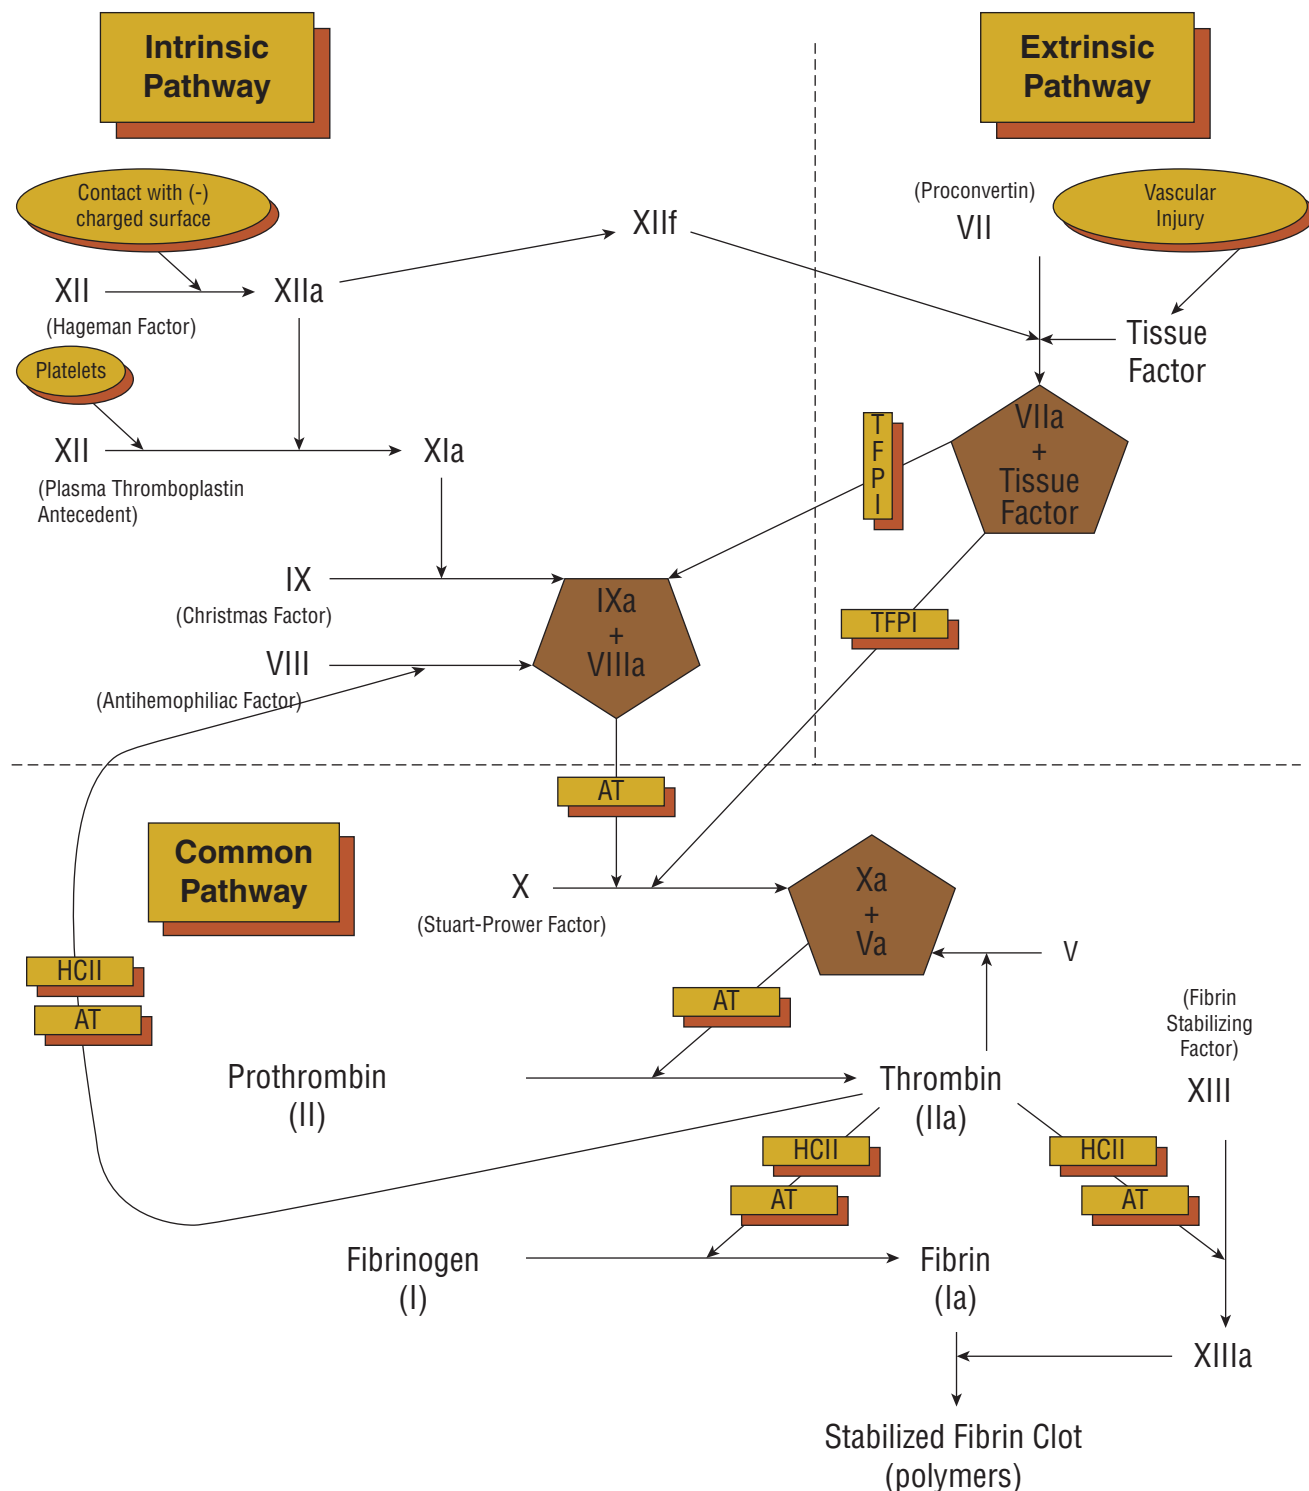 Intrinsic
Pathway
Extrinsic
Pathway
Contact with (-)
charged surface
XIIf
(Proconvertin)
VII
Vascular
Injury
XII
(Hageman Factor)
XIIa
Tissue
Factor
Platelets
XII
(Plasma Thromboplastin
Antecedent)
XIa
TFPI
VIIa
+
Tissue
Factor
IX
(Christmas Factor)
IXa
+
VIIIa
TFPI
VIII
(Antihemophiliac Factor)
AT
Common
Pathway
X
(Stuart-Prower Factor)
Xa
+
Va
V
HCII
AT
AT
(Fibrin
Stabilizing
Factor)
XIII
Prothrombin
(II)
Thrombin
(IIa)
HCII
AT
HCII
AT
Fibrinogen
(I)
Fibrin
(Ia)
XIIIa
Stabilized Fibrin Clot
(polymers)